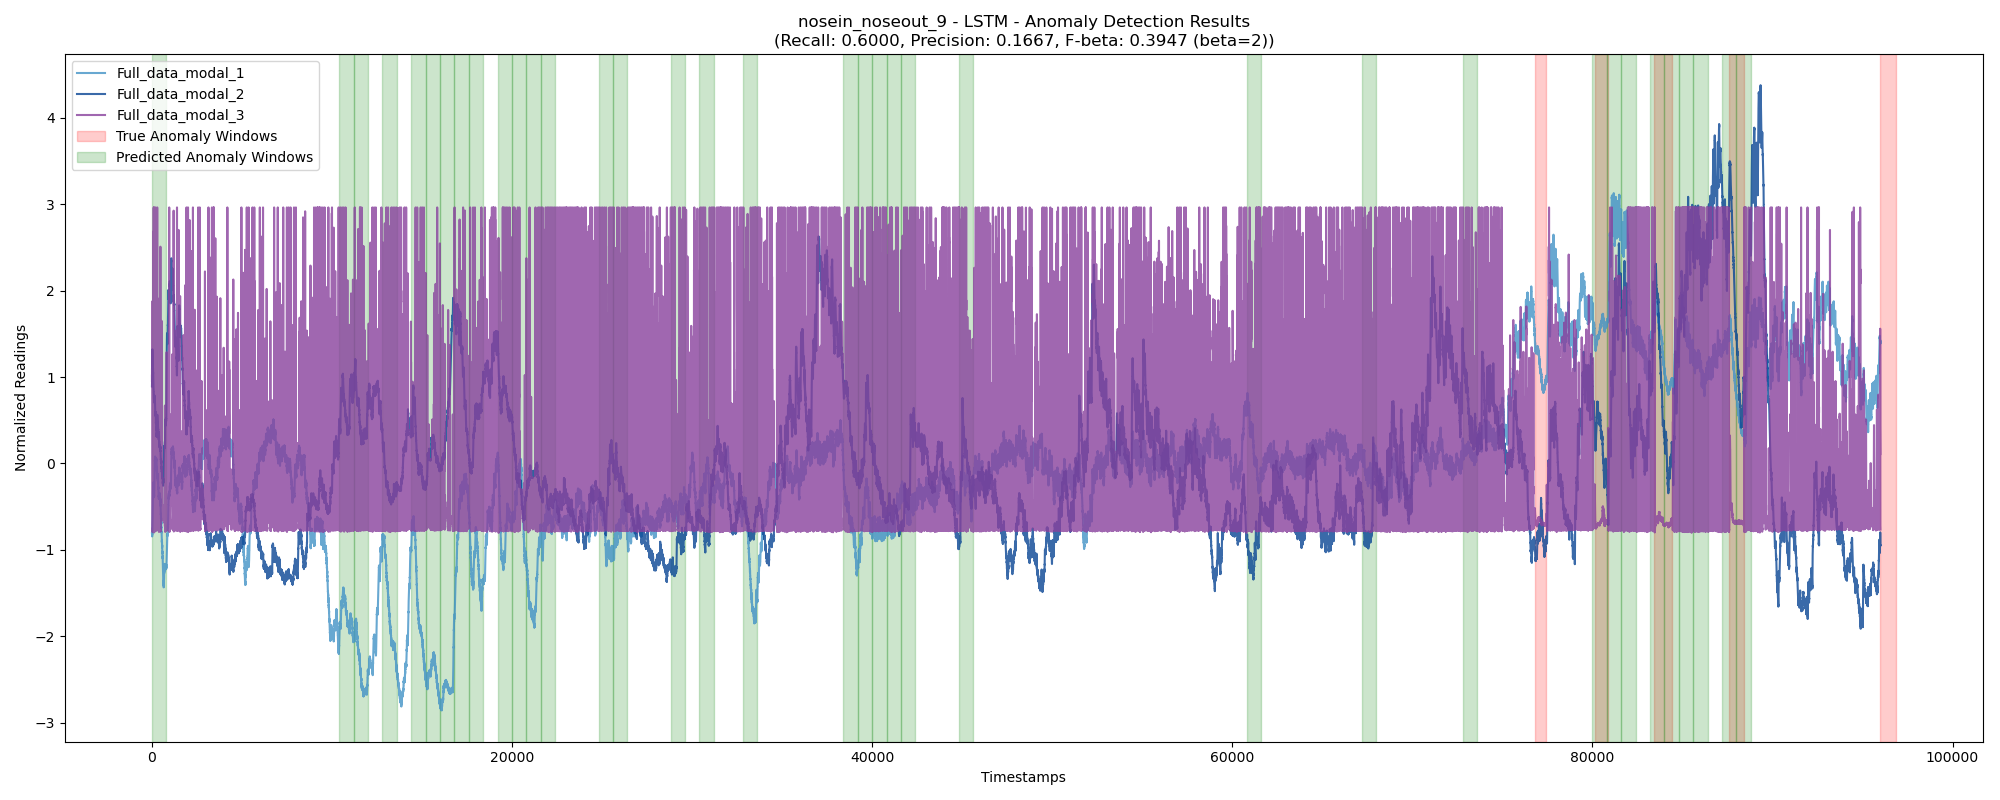 nosein_noseout_9 - LSTM - Anomaly Detection Results
(Recall: 0.6000, Precision: 0.1667, F-beta: 0.3947 (beta=2))
Full_data_modal_1
Full_data_modal_2
Full_data_modal_3
True Anomaly Windows
Predicted Anomaly Windows
Normalized Readings
4
3
2
1
0
−1
−2
−3
0
20000
40000
60000
80000
100000
Timestamps